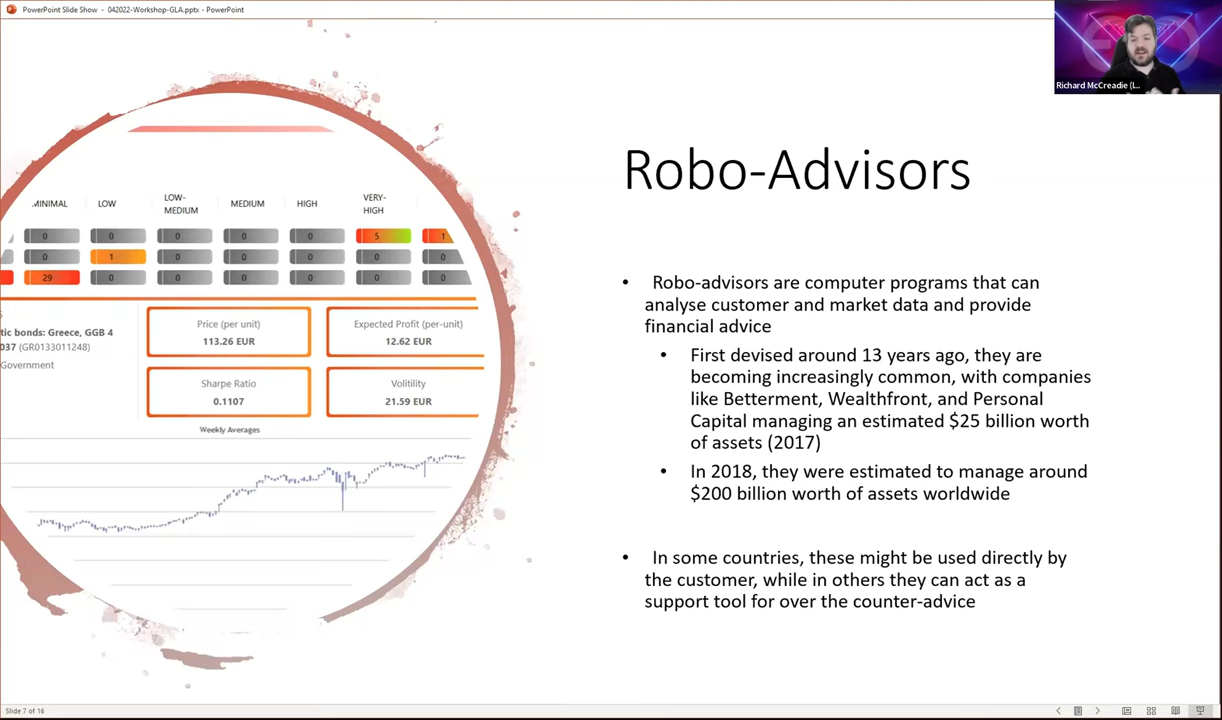 PowerPoint Slide Show - 042022-Workshop-GLA.pptx - PowerPoint
Richard McCreadie (L...
Robo-Advisors
MINIMAL LOW LOW-MEDIUM MEDIUM HIGH VERY-HIGH
0 0 0 0 0 5 1
0 1 0 0 0 0 0
29 0 0 0 0 0 0
tic bonds: Greece, GGB 4
037 (GR0133011248)
Government
Price (per unit)
113.26 EUR
Expected Profit (per-unit)
12.62 EUR
Sharpe Ratio
0.1107
Volitility
21.59 EUR
Weekly Averages
• Robo-advisors are computer programs that can
analyse customer and market data and provide
financial advice
• First devised around 13 years ago, they are
becoming increasingly common, with companies
like Betterment, Wealthfront, and Personal
Capital managing an estimated $25 billion worth
of assets (2017)
• In 2018, they were estimated to manage around
$200 billion worth of assets worldwide
• In some countries, these might be used directly by
the customer, while in others they can act as a
support tool for over the counter-advice
Slide 7 of 16